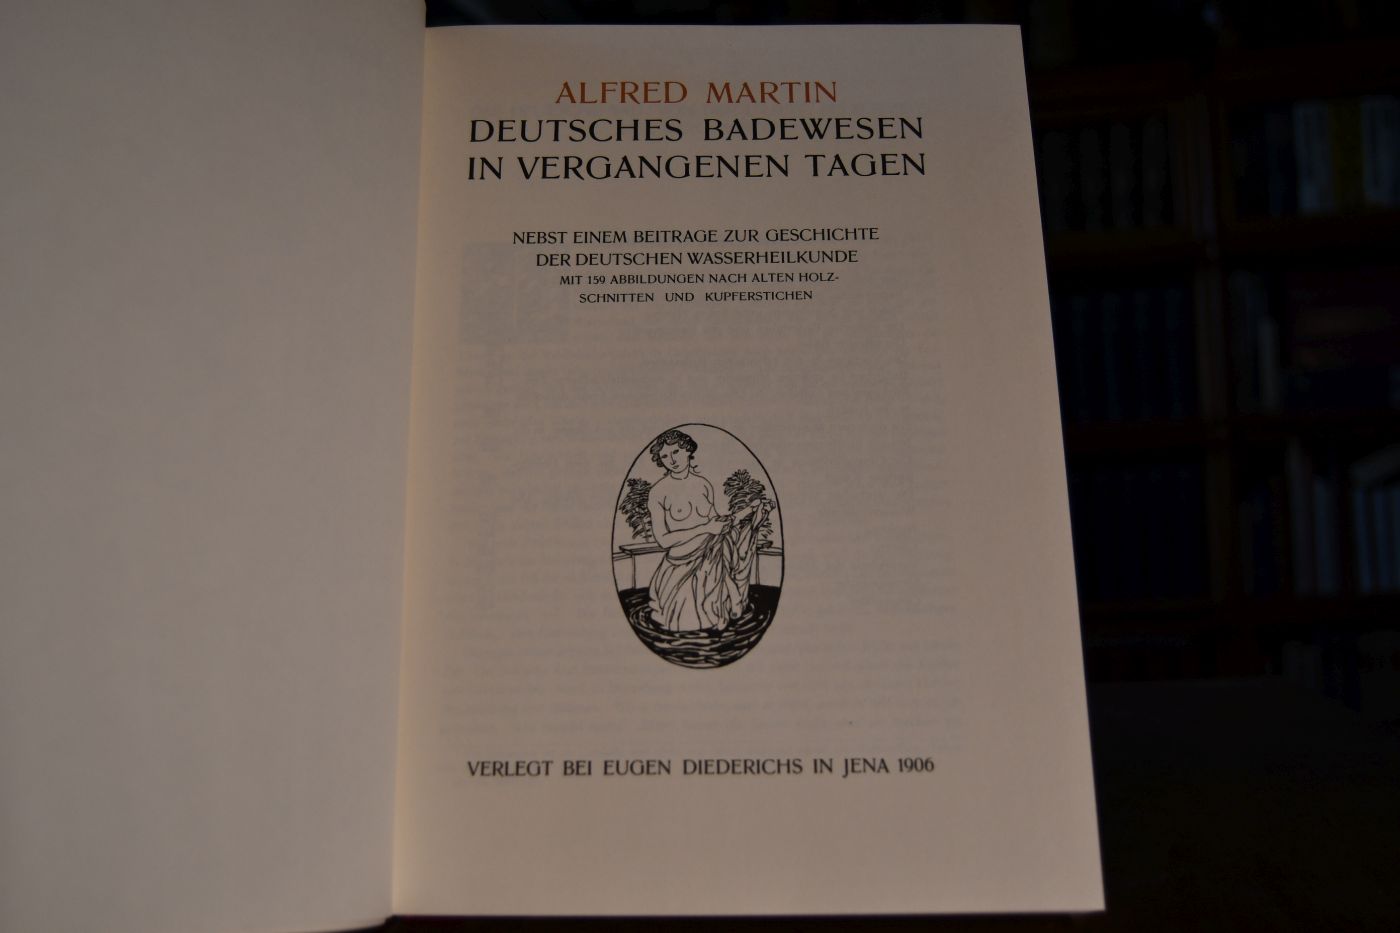 ALFRED MARTIN
DEUTSCHES BADEWESEN
IN VERGANGENEN TAGEN
NEBST EINEM BEITRAGE ZUR GESCHICHTE
DER DEUTSCHEN WASSERHEILKUNDE
MIT 159 ABBILDUNGEN NACH ALTEN HOLZ-
SCHNITTEN UND KUPFERSTICHEN
VERLEGT BEI EUGEN DIEDERICHS IN JENA 1906